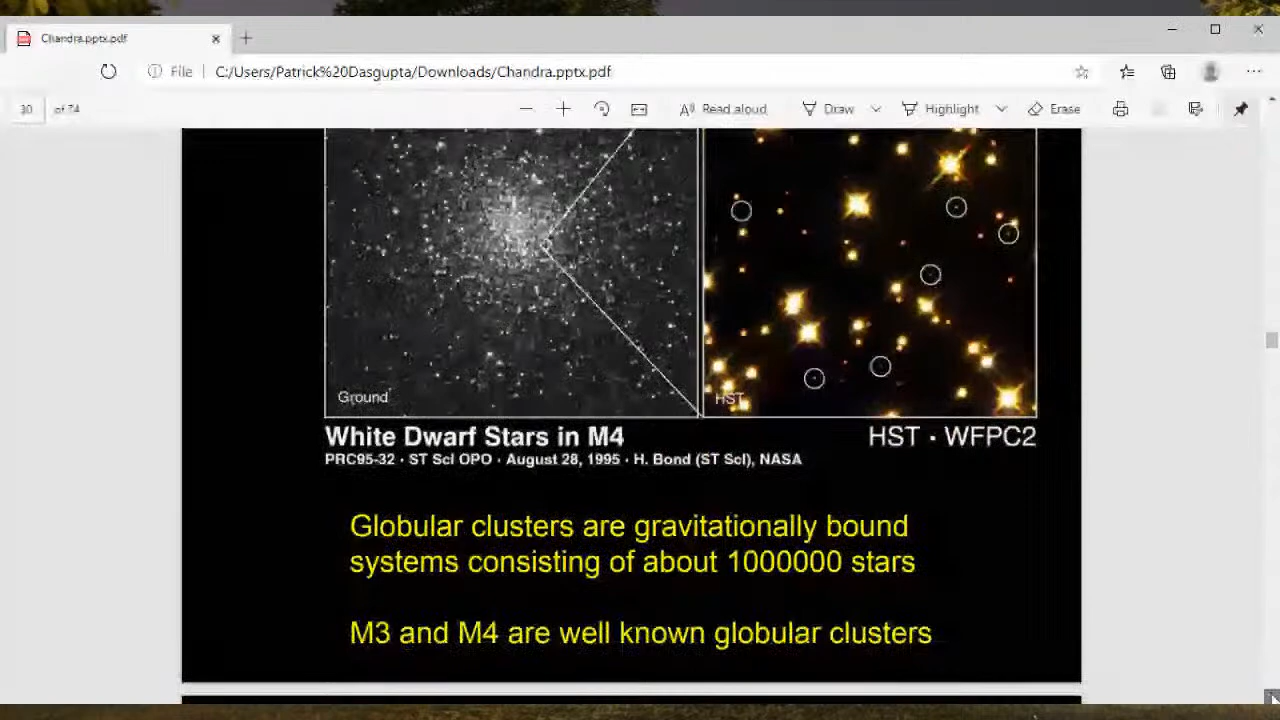 Chandra.pptx.pdf
File
C:/Users/Patrick%20Dasgupta/Downloads/Chandra.pptx.pdf
30 of 74
Read aloud
Draw
Highlight
Erase
Ground
HST
White Dwarf Stars in M4
HST · WFPC2
PRC95-32 · ST ScI OPO · August 28, 1995 · H. Bond (ST ScI), NASA
Globular clusters are gravitationally bound
systems consisting of about 1000000 stars
M3 and M4 are well known globular clusters